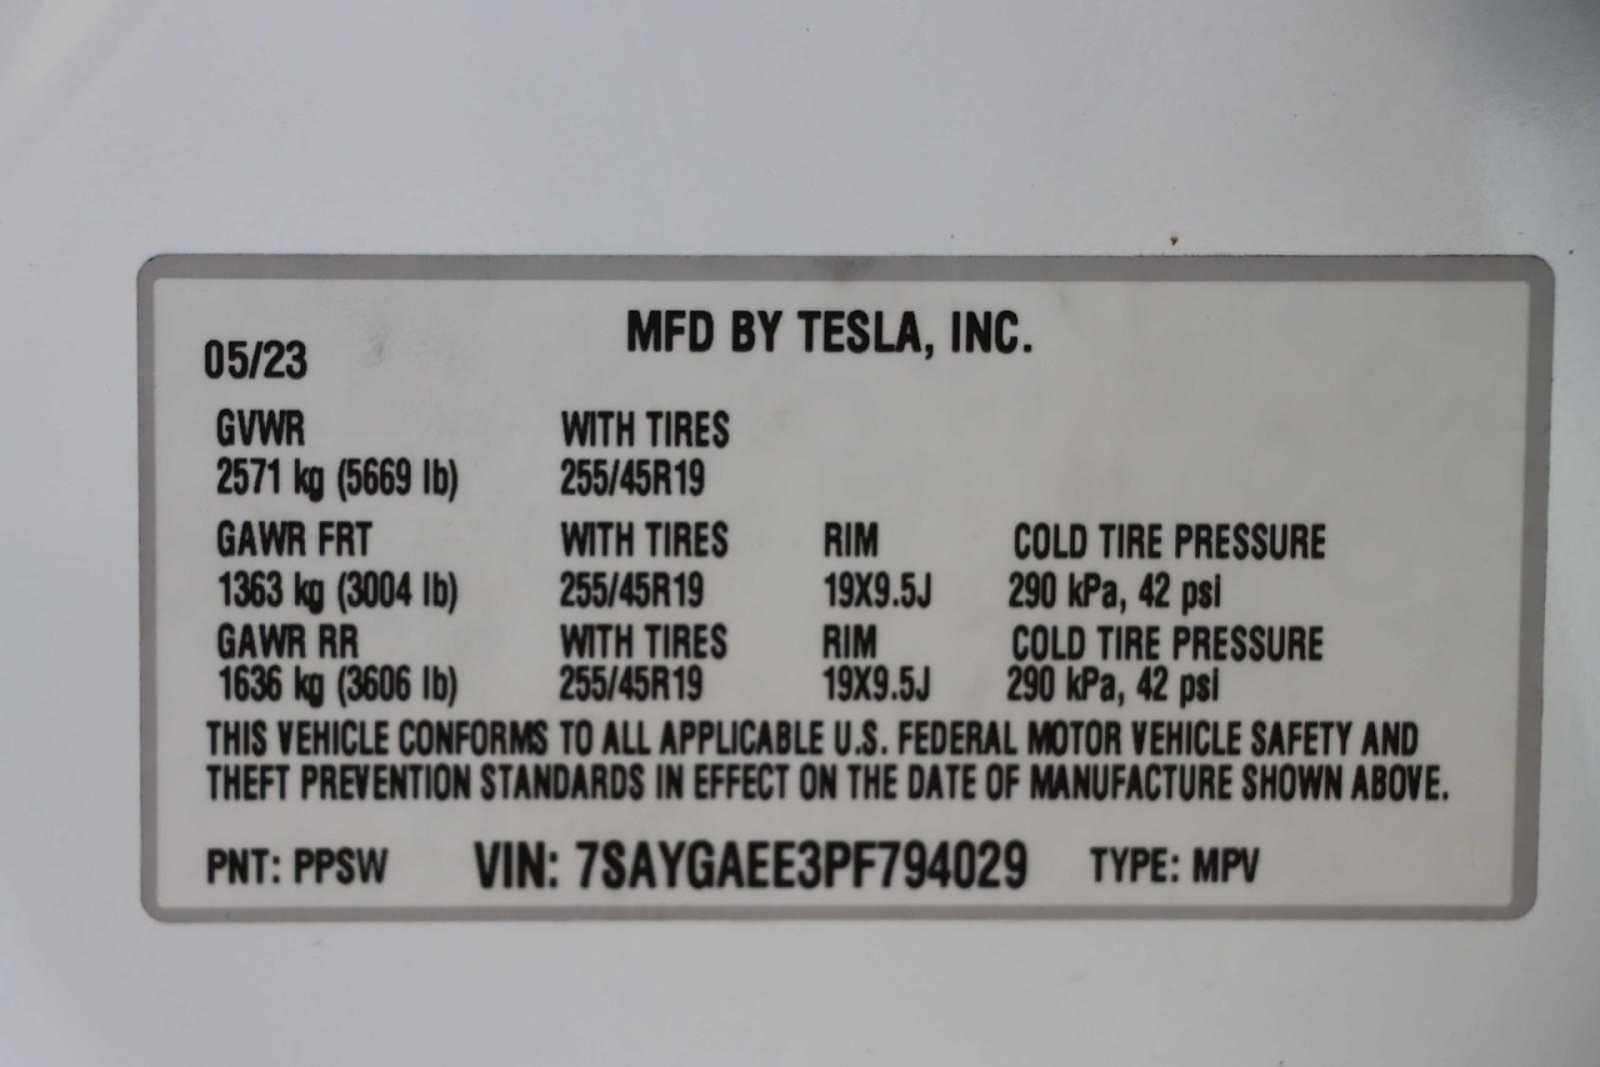 MFD BY TESLA, INC.
05/23
GVWR WITH TIRES
2571 kg (5669 lb) 255/45R19
GAWR FRT WITH TIRES RIM COLD TIRE PRESSURE
1363 kg (3004 lb) 255/45R19 19X9.5J 290 kPa, 42 psi
GAWR RR WITH TIRES RIM COLD TIRE PRESSURE
1636 kg (3606 lb) 255/45R19 19X9.5J 290 kPa, 42 psi
THIS VEHICLE CONFORMS TO ALL APPLICABLE U.S. FEDERAL MOTOR VEHICLE SAFETY AND
THEFT PREVENTION STANDARDS IN EFFECT ON THE DATE OF MANUFACTURE SHOWN ABOVE.
PNT: PPSW VIN: 7SAYGAEE3PF794029 TYPE: MPV